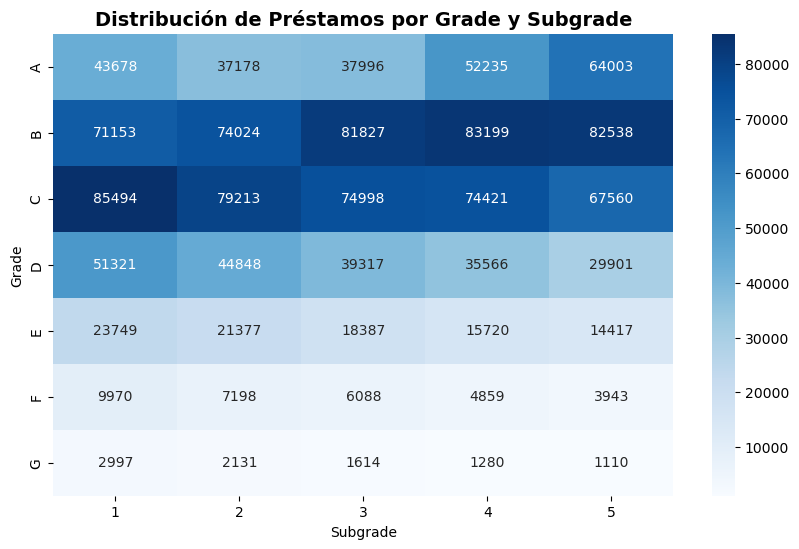 Distribución de Préstamos por Grade y Subgrade
Grade
A 43678 37178 37996 52235 64003
B 71153 74024 81827 83199 82538
C 85494 79213 74998 74421 67560
D 51321 44848 39317 35566 29901
E 23749 21377 18387 15720 14417
F 9970 7198 6088 4859 3943
G 2997 2131 1614 1280 1110
1 2 3 4 5
Subgrade
80000
70000
60000
50000
40000
30000
20000
10000